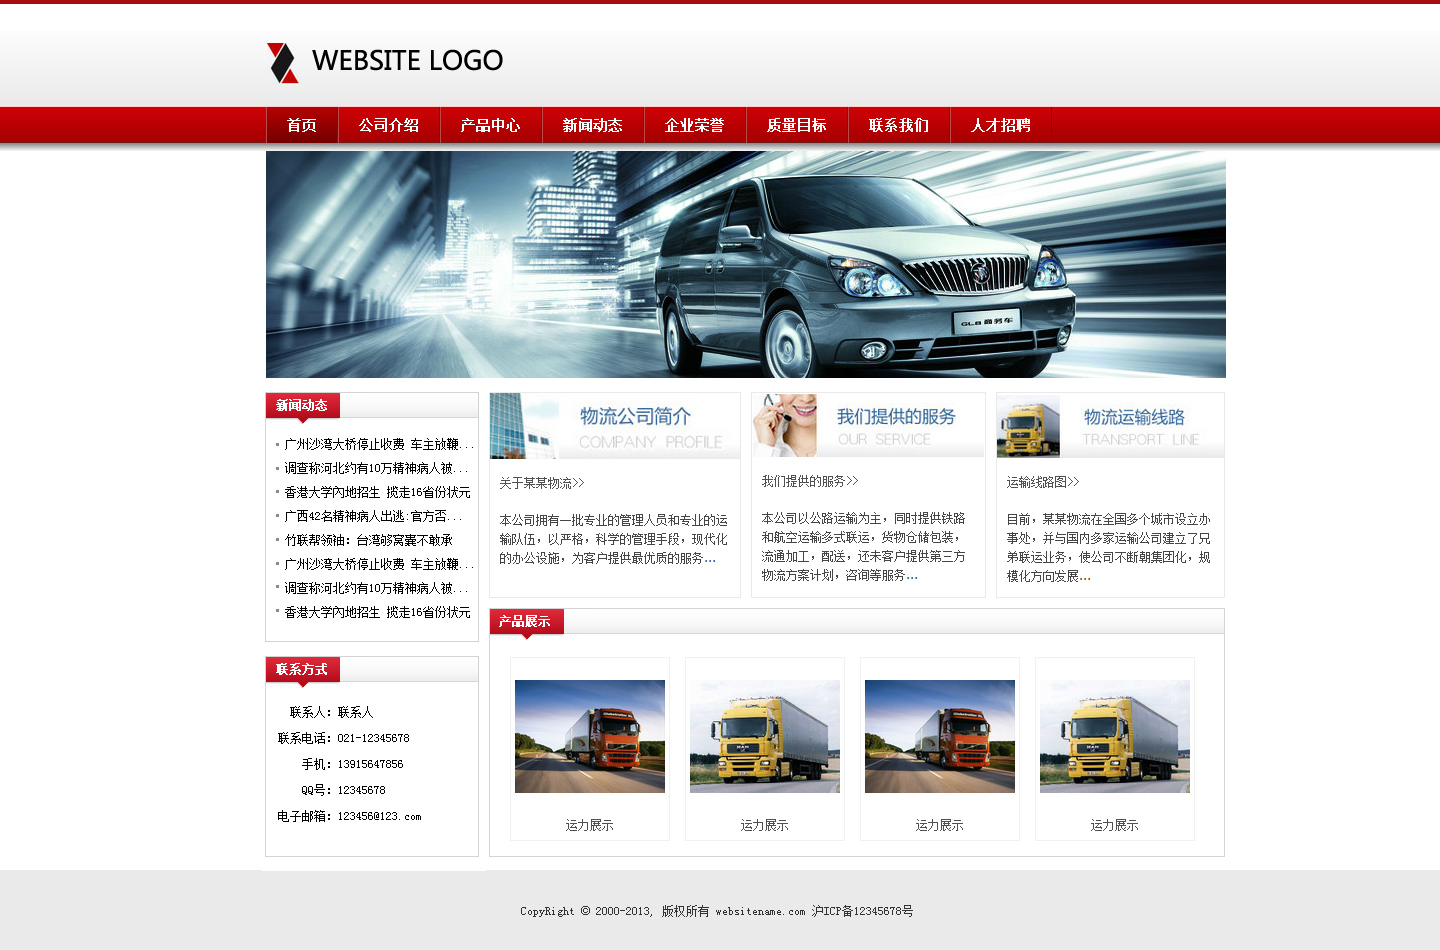 WEBSITE LOGO
首页 公司介绍 产品中心 新闻动态 企业荣誉 质量目标 联系我们 人才招聘
GL8 商务车
新闻动态
广州沙湾大桥停止收费 车主放鞭...
调查称河北约有10万精神病人被...
香港大学内地招生 揽走16省份状元
广西42名精神病人出逃:官方否...
竹联帮领袖: 台湾够窝囊不敢承
广州沙湾大桥停止收费 车主放鞭...
调查称河北约有10万精神病人被...
香港大学内地招生 揽走16省份状元
联系方式
联系人: 联系人
联系电话: 021-12345678
手机: 13915647856
QQ号: 12345678
电子邮箱: 123456@123.com
物流公司简介
COMPANY PROFILE
关于某某物流>>
本公司拥有一批专业的管理人员和专业的运
输队伍，以严格，科学的管理手段，现代化
的办公设施，为客户提供最优质的服务...
我们提供的服务
OUR SERVICE
我们提供的服务>>
本公司以公路运输为主，同时提供铁路
和航空运输多式联运，货物仓储包装，
流通加工，配送，还未客户提供第三方
物流方案计划，咨询等服务...
物流运输线路
TRANSPORT LINE
运输线路图>>
目前，某某物流在全国多个城市设立办
事处，并与国内多家运输公司建立了兄
弟联运业务，使公司不断朝集团化，规
模化方向发展...
产品展示
运力展示
运力展示
运力展示
运力展示
CopyRight © 2000-2013, 版权所有 websitename.com 沪ICP备12345678号